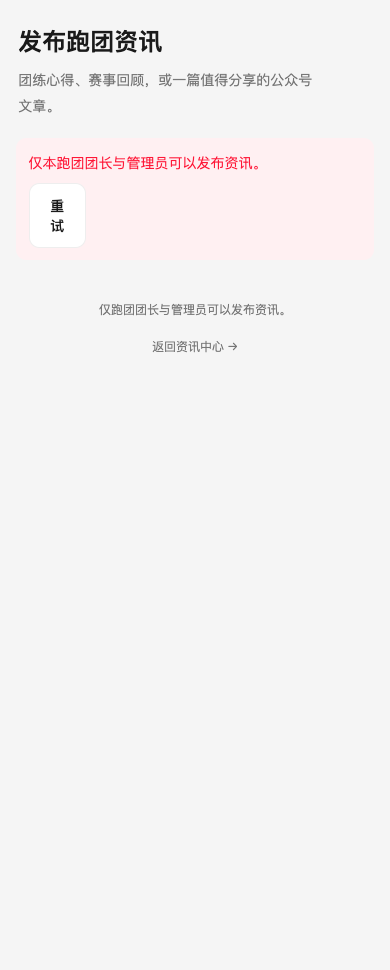 发布跑团资讯
团练心得、赛事回顾，或一篇值得分享的公众号
文章。
仅本跑团团长与管理员可以发布资讯。
重
试
仅跑团团长与管理员可以发布资讯。
返回资讯中心 →